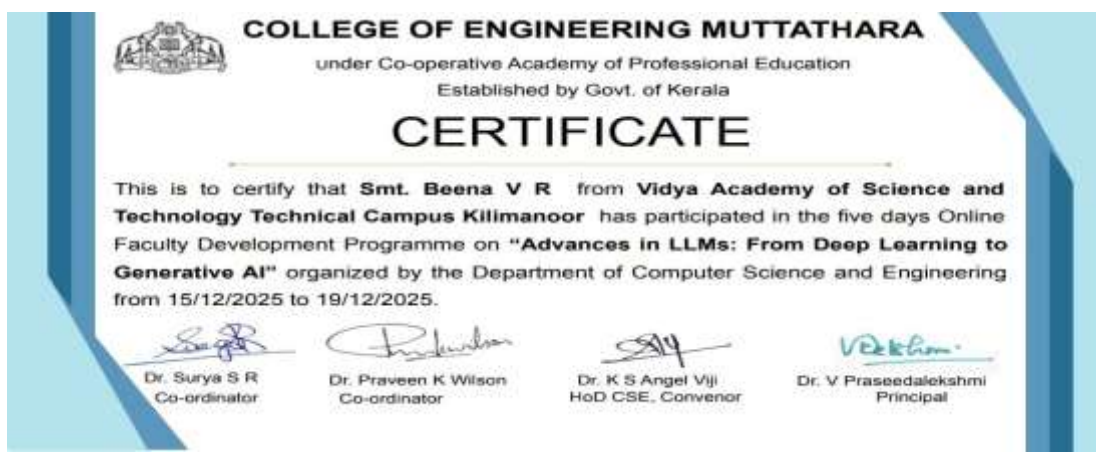 COLLEGE OF ENGINEERING MUTTATHARA
under Co-operative Academy of Professional Education
Established by Govt. of Kerala
CERTIFICATE
This is to certify that Smt. Beena V R from Vidya Academy of Science and
Technology Technical Campus Kilimanoor has participated in the five days Online
Faculty Development Programme on “Advances in LLMs: From Deep Learning to
Generative AI” organized by the Department of Computer Science and Engineering
from 15/12/2025 to 19/12/2025.
Dr. Surya S R
Co-ordinator
Dr. Praveen K Wilson
Co-ordinator
Dr. K S Angel Viji
HoD CSE, Convenor
Dr. V Praseedalekshmi
Principal